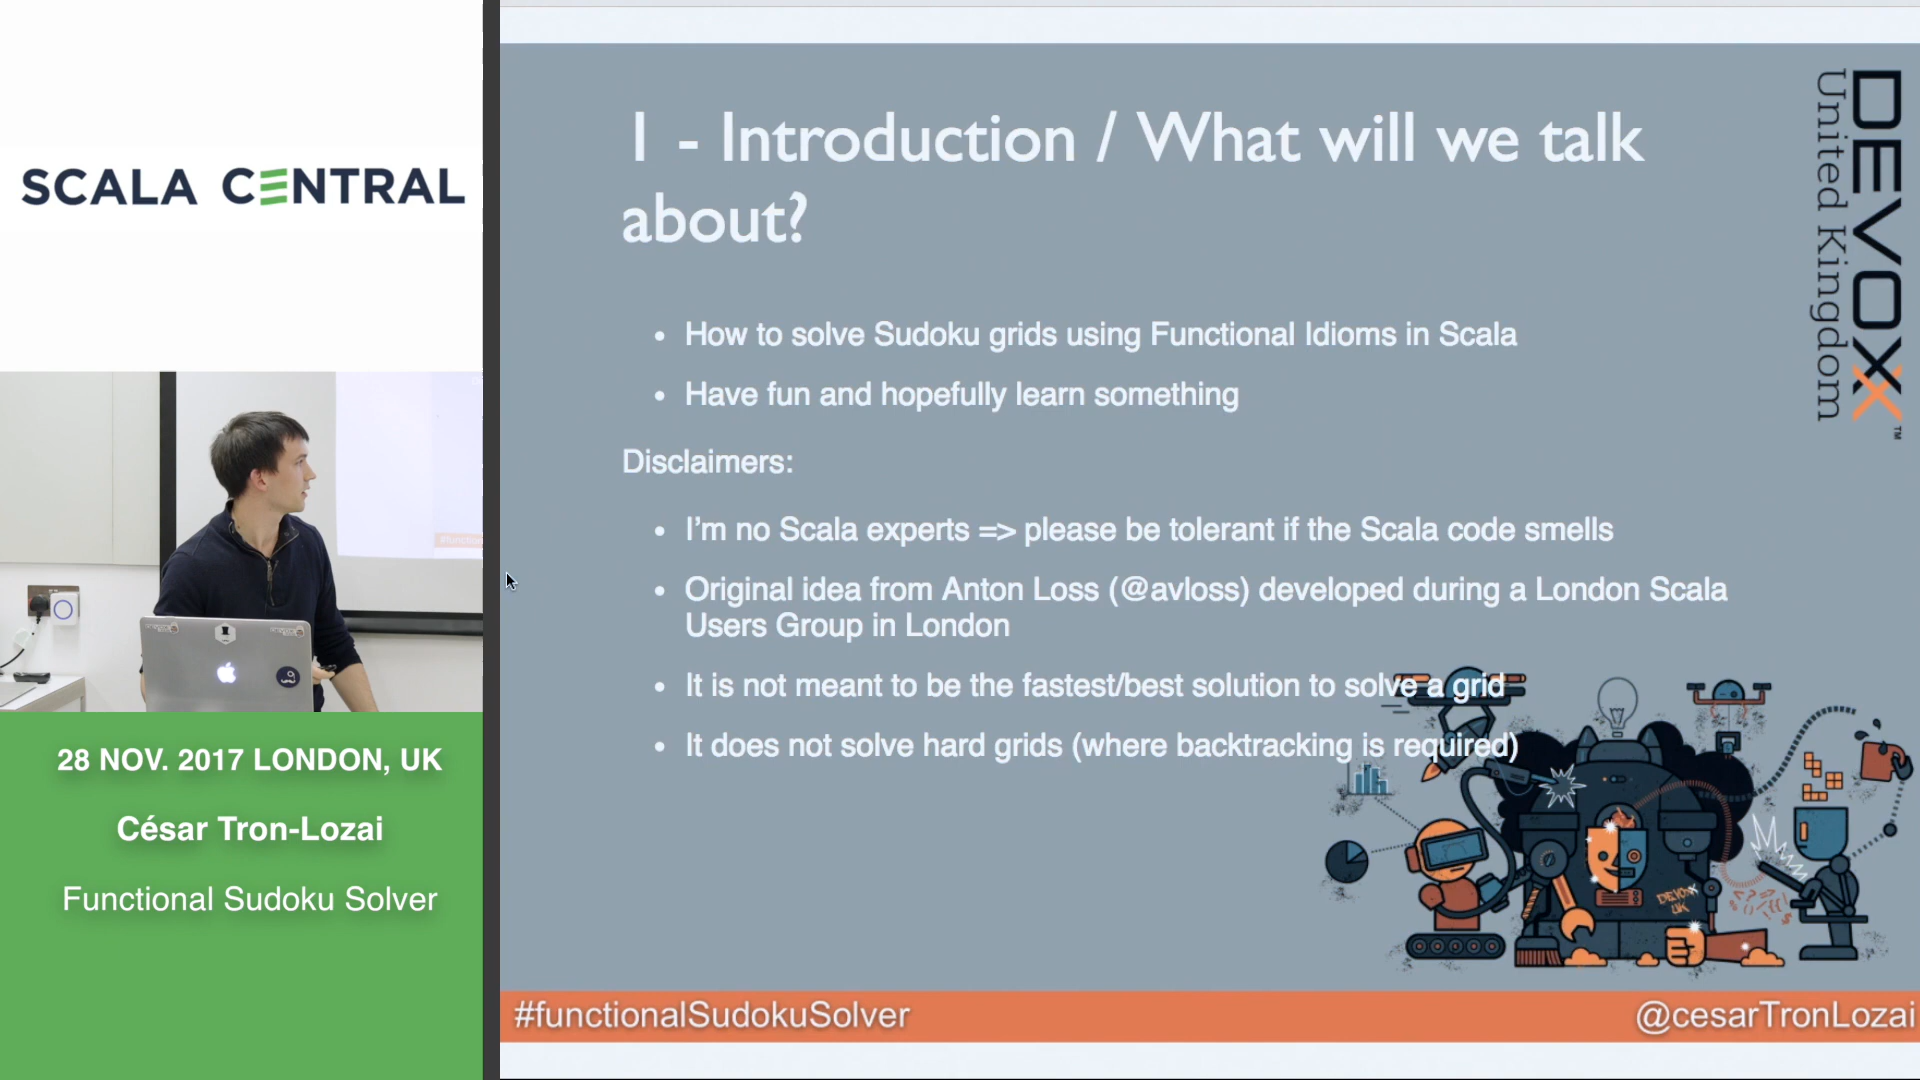 SCALA CENTRAL
28 NOV. 2017 LONDON, UK
César Tron-Lozai
Functional Sudoku Solver
1 - Introduction / What will we talk
about?
• How to solve Sudoku grids using Functional Idioms in Scala
• Have fun and hopefully learn something
Disclaimers:
• I'm no Scala experts => please be tolerant if the Scala code smells
• Original idea from Anton Loss (@avloss) developed during a London Scala
Users Group in London
• It is not meant to be the fastest/best solution to solve a grid
• It does not solve hard grids (where backtracking is required)
DEVOXX™
United Kingdom
DEVOXX
UK
#functionalSudokuSolver
@cesarTronLozai